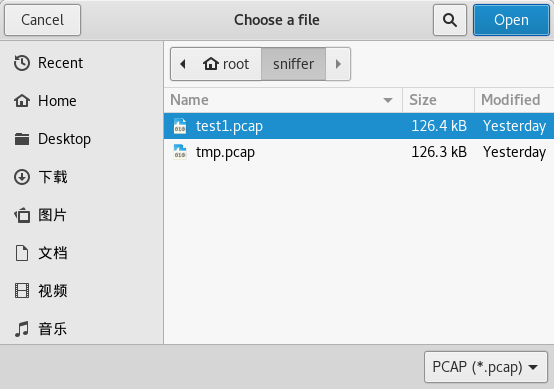 Cancel Choose a file Open
root sniffer
Recent
Home
Desktop
下载
图片
文档
视频
音乐
Name Size Modified
test1.pcap 126.4 kB Yesterday
tmp.pcap 126.3 kB Yesterday
PCAP (*.pcap)